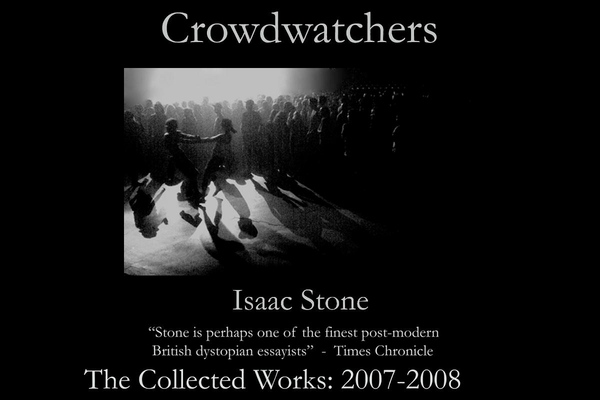 Crowdwatchers
Isaac Stone
“Stone is perhaps one of the finest post-modern
British dystopian essayists” - Times Chronicle
The Collected Works: 2007-2008